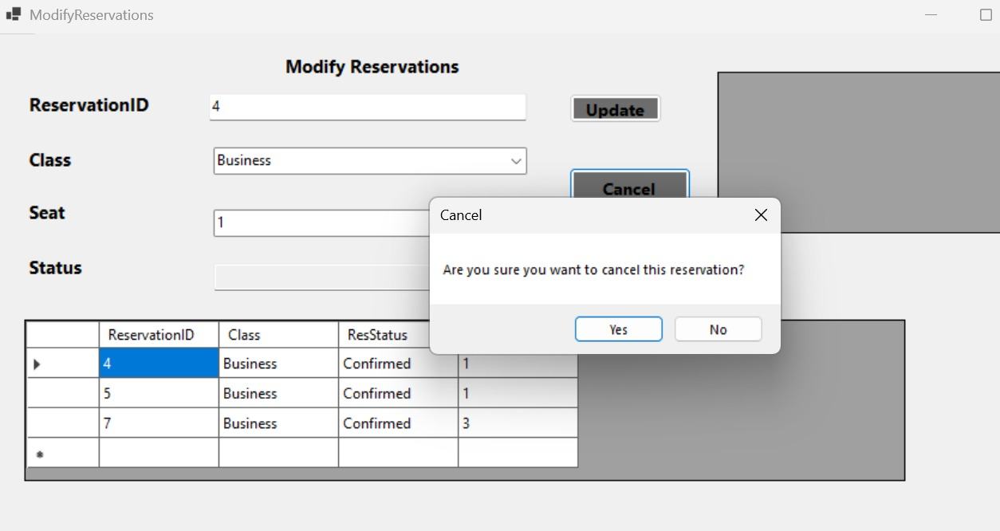 ModifyReservations
Modify Reservations
ReservationID
4
Update
Class
Business
Cancel
Seat
1
Status
Cancel
Are you sure you want to cancel this reservation?
Yes
No
ReservationID Class ResStatus
4 Business Confirmed 1
5 Business Confirmed 1
7 Business Confirmed 3